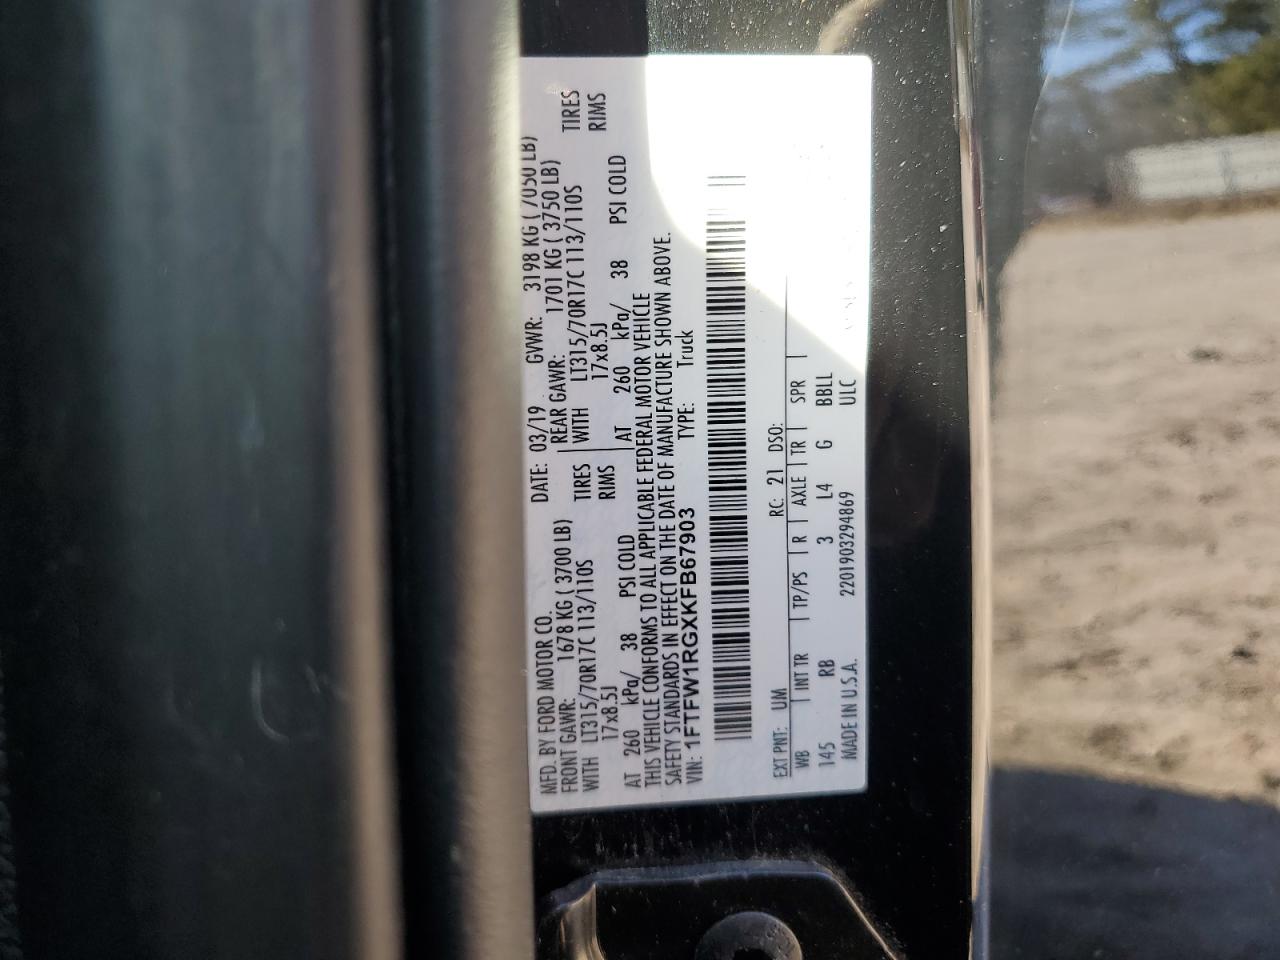 MFD. BY FORD MOTOR CO. DATE: 03/19 GVWR: 3198 KG ( 7050 LB)
FRONT GAWR: 1678 KG ( 3700 LB) REAR GAWR: 1701 KG ( 3750 LB)
WITH LT315/70R17C 113/110S TIRES WITH LT315/70R17C 113/110S TIRES
17x8.5J RIMS 17x8.5J RIMS
AT 260 kPa/ 38 PSI COLD AT 260 kPa/ 38 PSI COLD
THIS VEHICLE CONFORMS TO ALL APPLICABLE FEDERAL MOTOR VEHICLE
SAFETY STANDARDS IN EFFECT ON THE DATE OF MANUFACTURE SHOWN ABOVE.
VIN: 1FTFW1RGXKFB67903 TYPE: Truck
EXT PNT: UM RC: 21 DSO:
WB | INT TR | TP/PS | R | AXLE | TR | SPR |
145 RB 3 L4 G BBLL
MADE IN U.S.A. 2201903294869 ULC